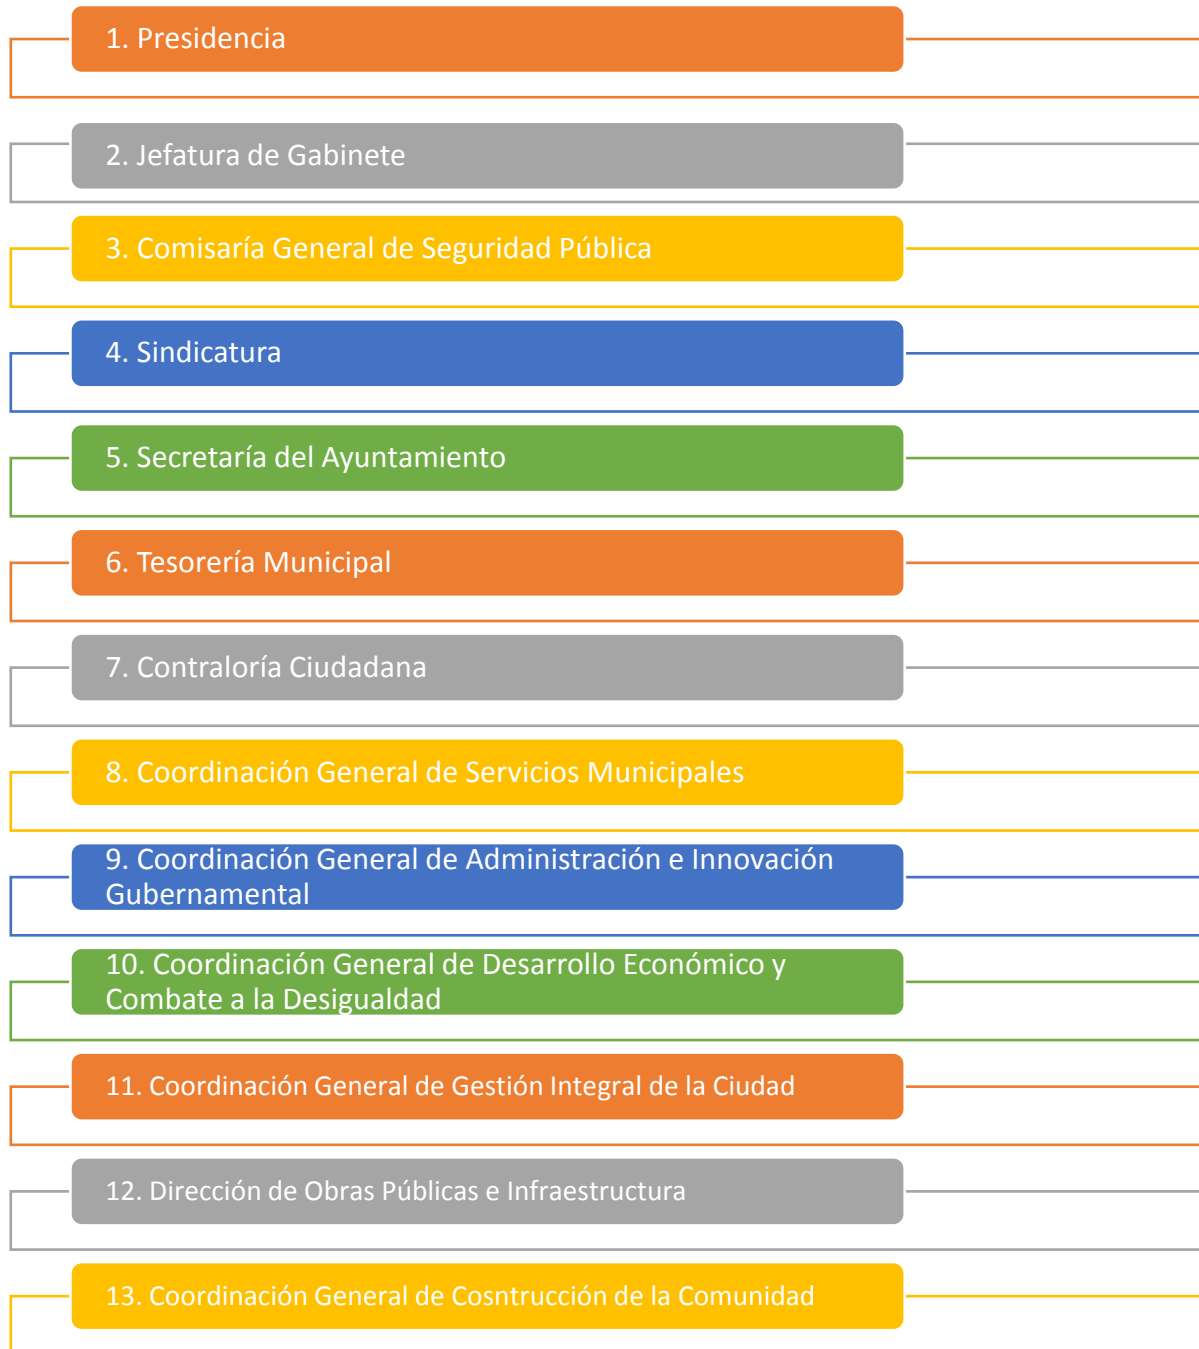 1. Presidencia
2. Jefatura de Gabinete
3. Comisaría General de Seguridad Pública
4. Sindicatura
5. Secretaría del Ayuntamiento
6. Tesorería Municipal
7. Contraloría Ciudadana
8. Coordinación General de Servicios Municipales
9. Coordinación General de Administración e Innovación
Gubernamental
10. Coordinación General de Desarrollo Económico y
Combate a la Desigualdad
11. Coordinación General de Gestión Integral de la Ciudad
12. Dirección de Obras Públicas e Infraestructura
13. Coordinación General de Cosntrucción de la Comunidad